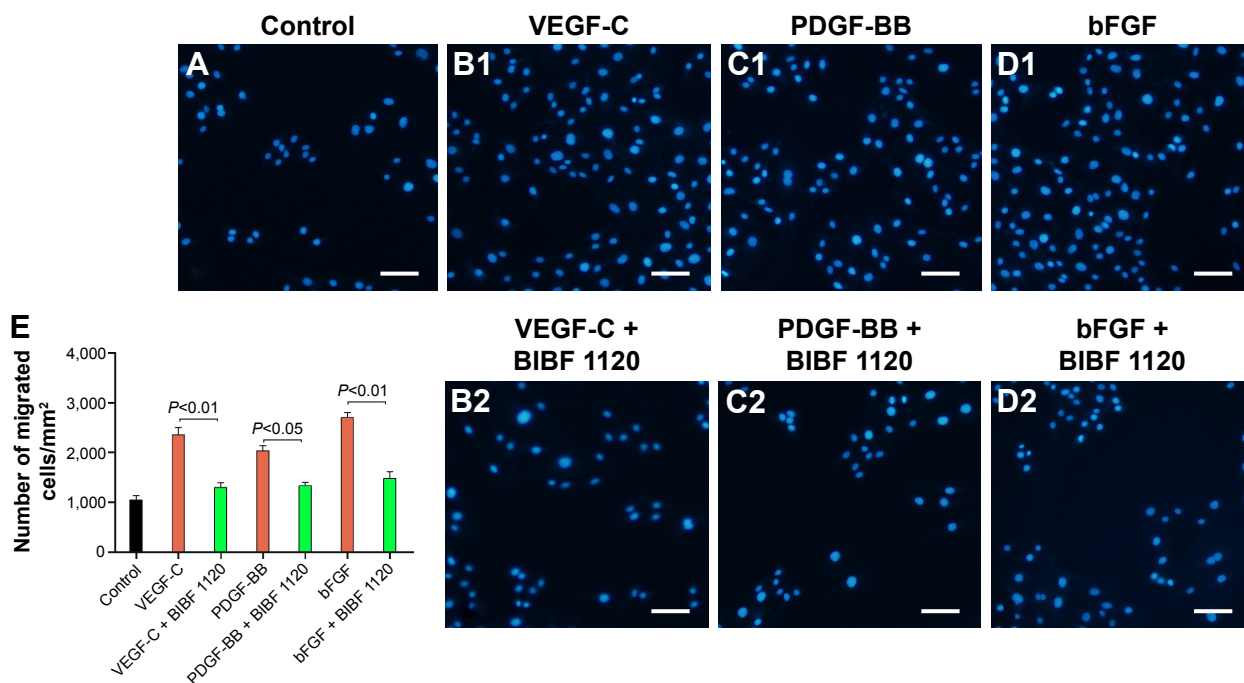 Control
VEGF-C
PDGF-BB
bFGF
A
B1
C1
D1
E
VEGF-C +
BIBF 1120
PDGF-BB +
BIBF 1120
bFGF +
BIBF 1120
B2
C2
D2
Number of migrated
cells/mm²
4,000
3,000
2,000
1,000
0
P<0.01
P<0.05
P<0.01
Control
VEGF-C
VEGF-C + BIBF 1120
PDGF-BB
PDGF-BB + BIBF 1120
bFGF
bFGF + BIBF 1120